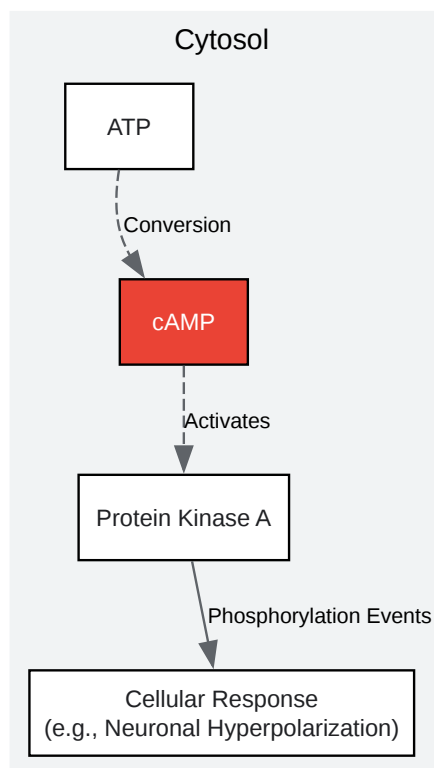 Cytosol
ATP
Conversion
cAMP
Activates
Protein Kinase A
Phosphorylation Events
Cellular Response
(e.g., Neuronal Hyperpolarization)